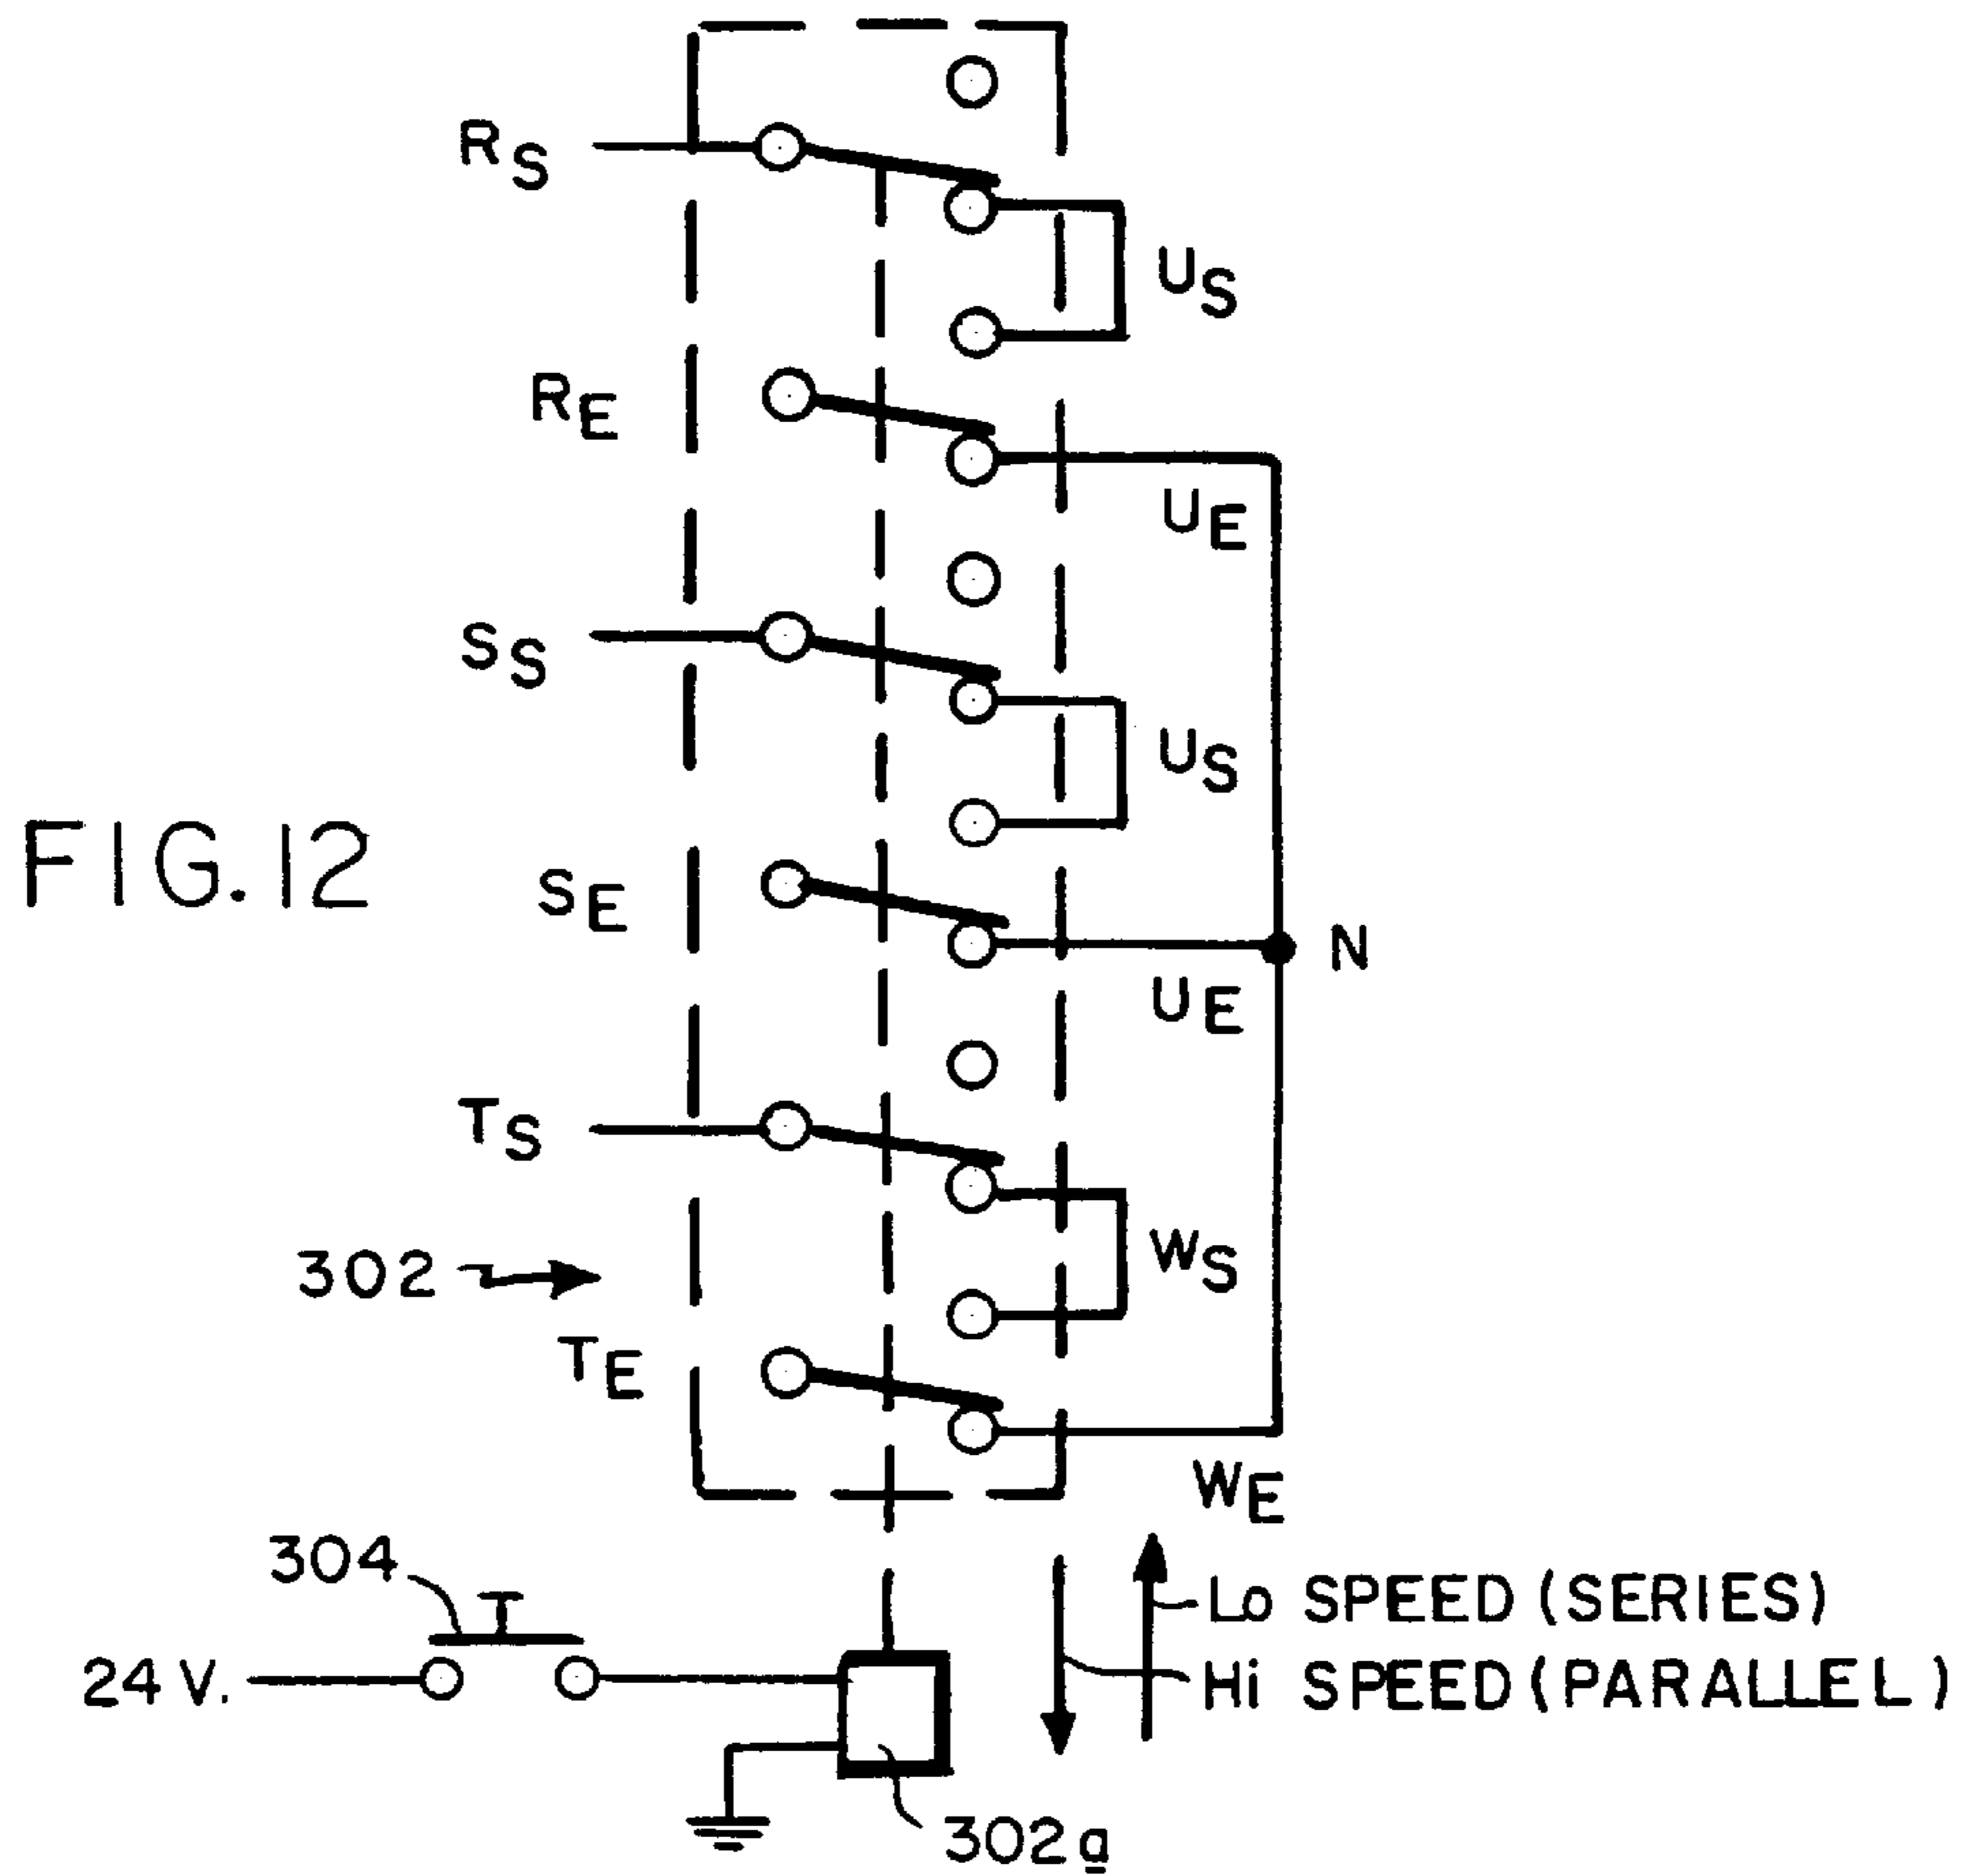 RS
US
RE
UE
SS
US
FIG. 12
SE
N
UE
TS
302
WS
TE
WE
304
Lo SPEED (SERIES)
24 V.
Hi SPEED (PARALLEL)
302a